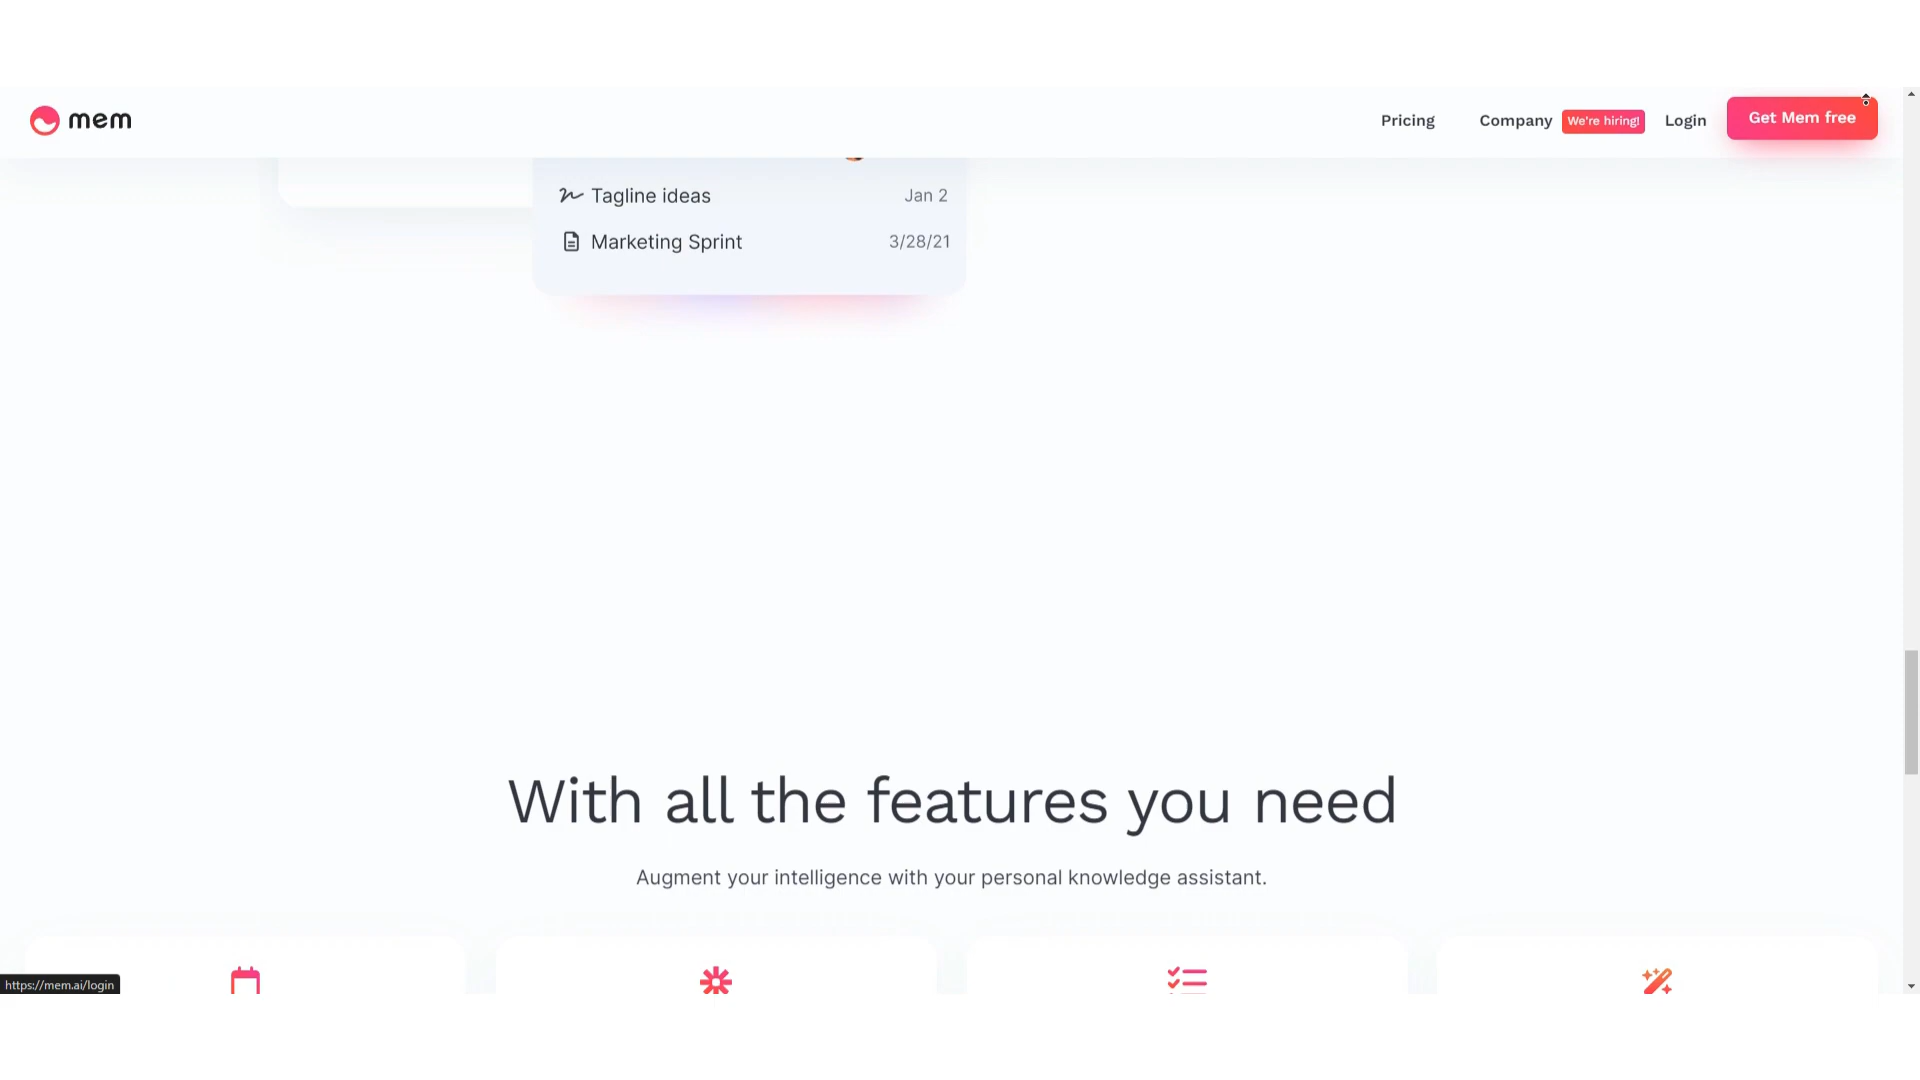 mem
Pricing Company We're hiring! Login Get Mem free
Tagline ideas Jan 2
Marketing Sprint 3/28/21
With all the features you need
Augment your intelligence with your personal knowledge assistant.
https://mem.ai/login